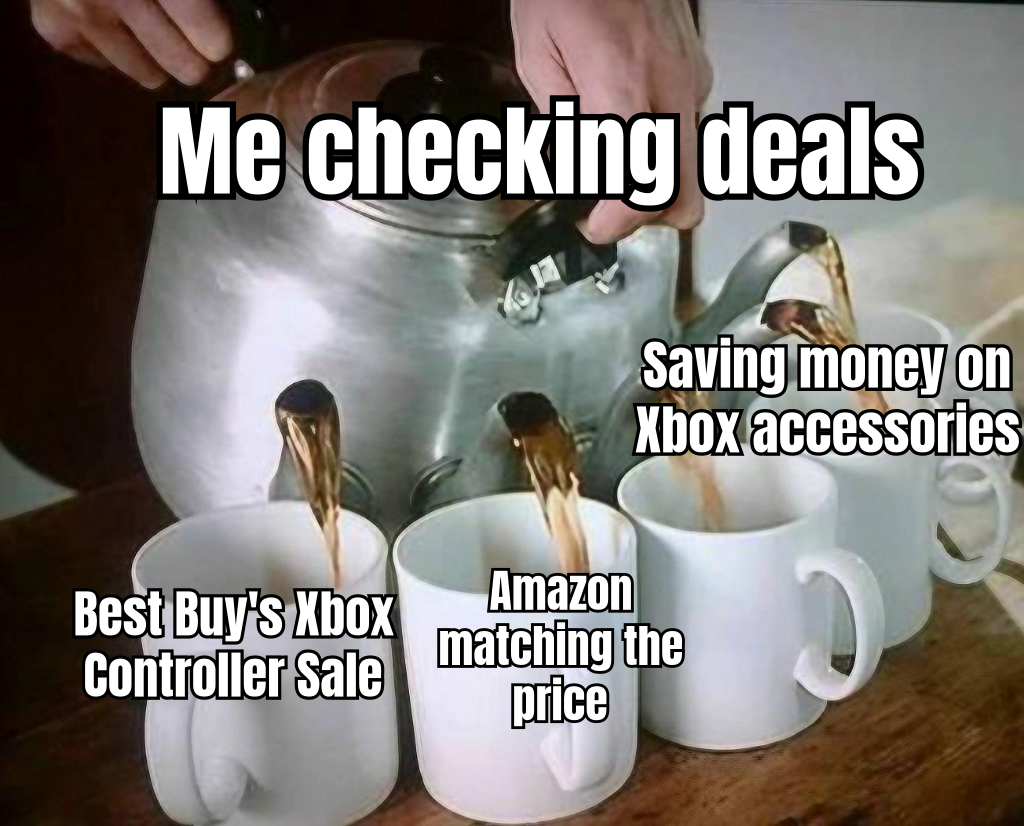 Me checking deals
Saving money on
Xbox accessories
Best Buy's Xbox
Controller Sale
Amazon
matching the
price